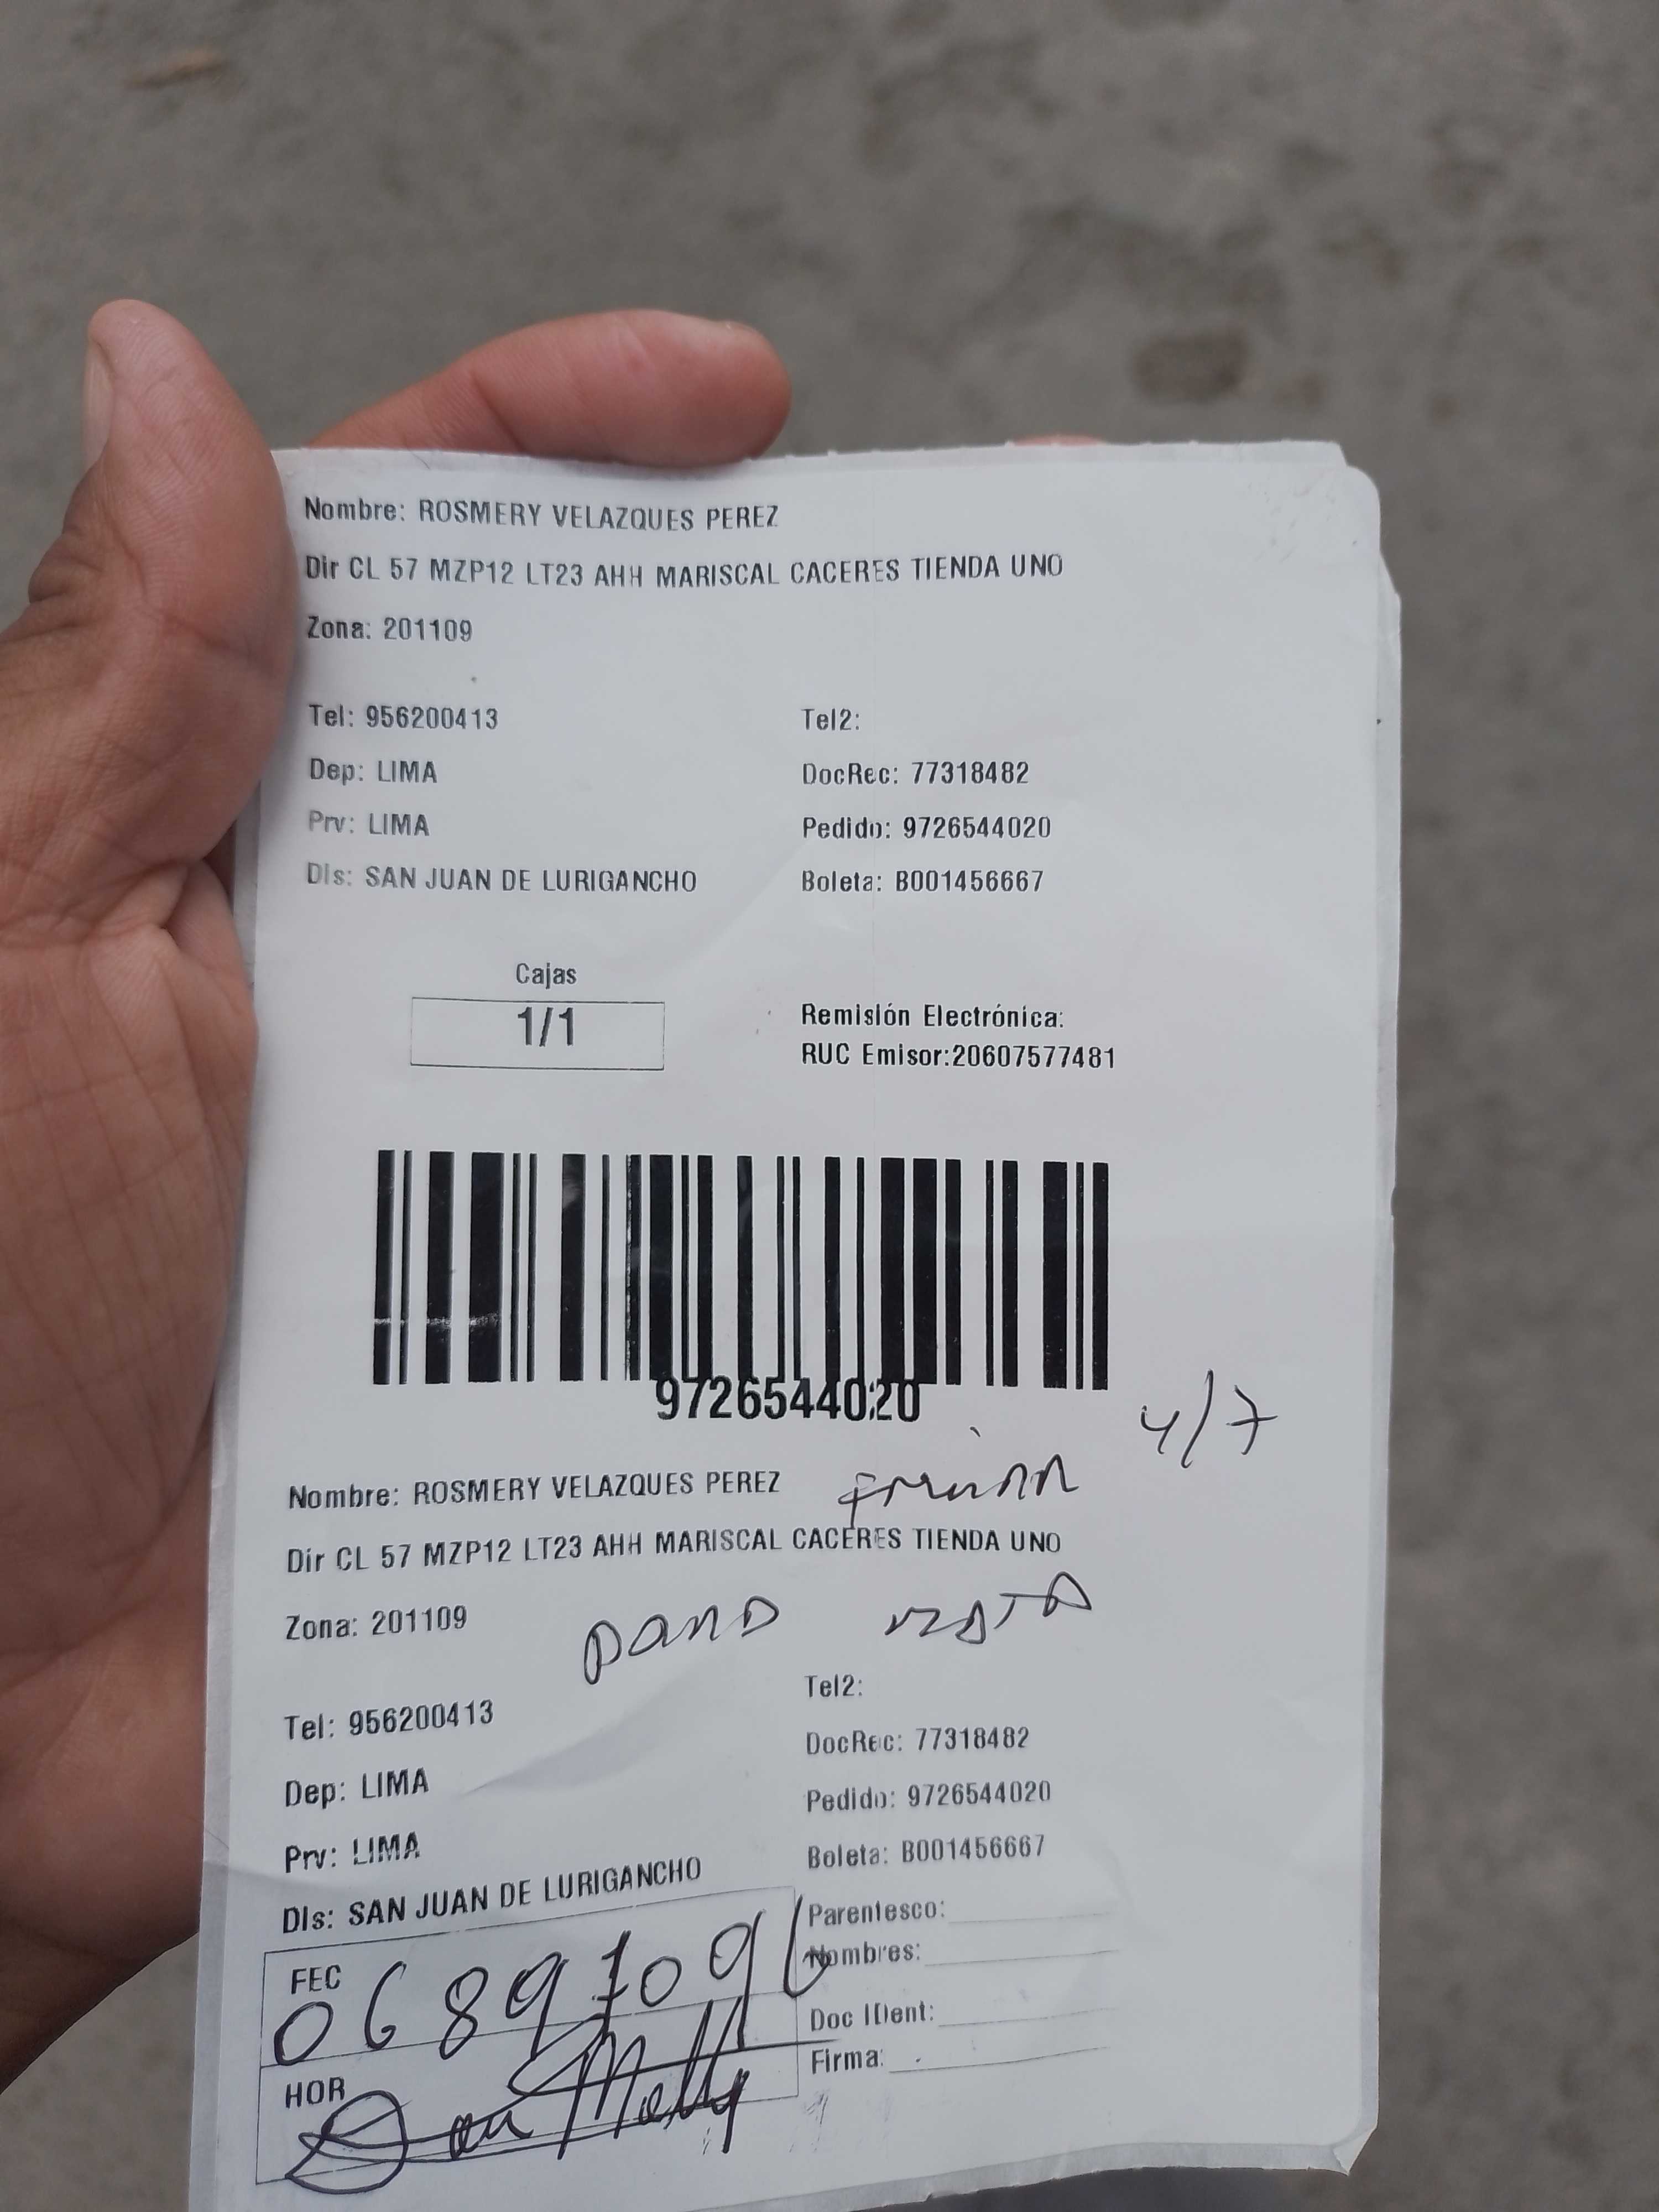 Nombre: ROSMERY VELAZQUES PEREZ
Dir CL 57 MZP12 LT23 AHH MARISCAL CACERES TIENDA UNO
Zona: 201109
Tel: 956200413 Tel2:
Dep: LIMA DocRec: 77318482
Prv: LIMA Pedido: 9726544020
DIs: SAN JUAN DE LURIGANCHO Boleta: B001456667
Cajas
1/1
Remisión Electrónica:
RUC Emisor:20607577481
9726544020
4/7
Nombre: ROSMERY VELAZQUES PEREZ
Dir CL 57 MZP12 LT23 AHH MARISCAL CACERES TIENDA UNO
Zona: 201109
Tel2:
Tel: 956200413
DocRec: 77318482
Dep: LIMA
Pedido: 9726544020
Prv: LIMA
Boleta: B001456667
DIs: SAN JUAN DE LURIGANCHO
Parentesco:
Nombres:
FEC
Doc IDent:
Firma:
HOR